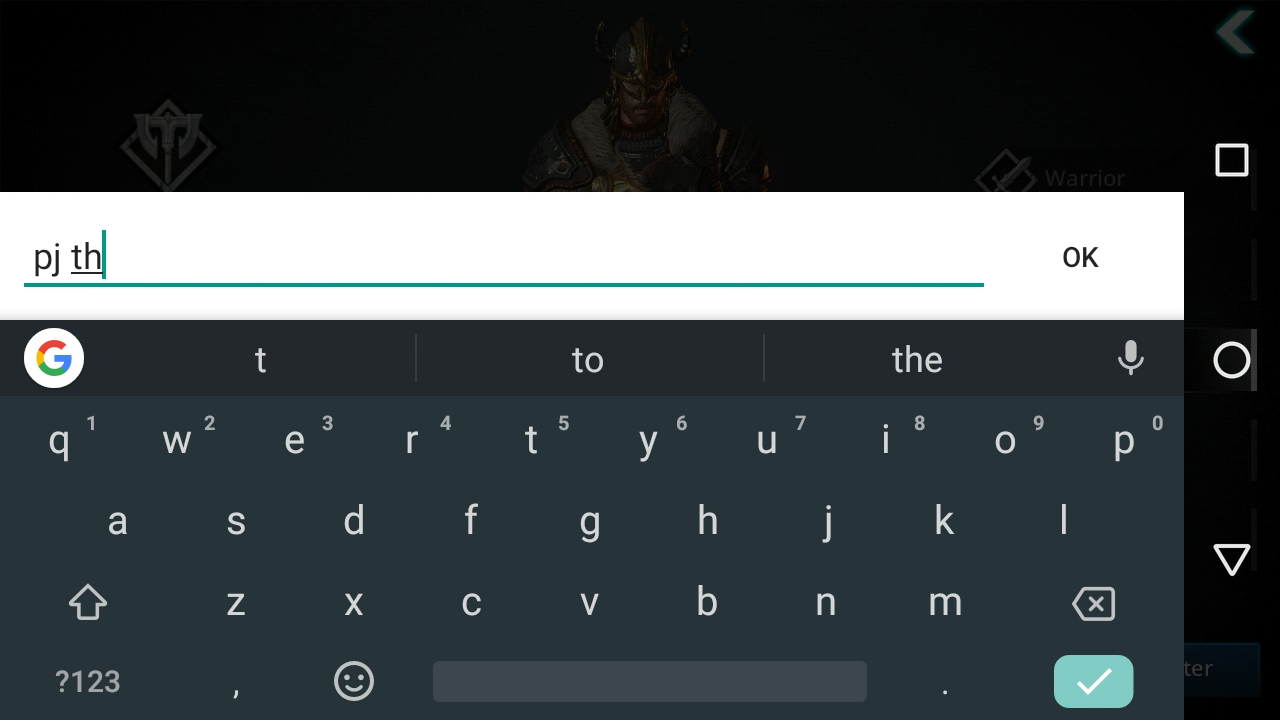 Warrior
pj th
OK
t to the
q 1 w 2 e 3 r 4 t 5 y 6 u 7 i 8 o 9 p 0
a s d f g h j k l
z x c v b n m
?123 , .
ter